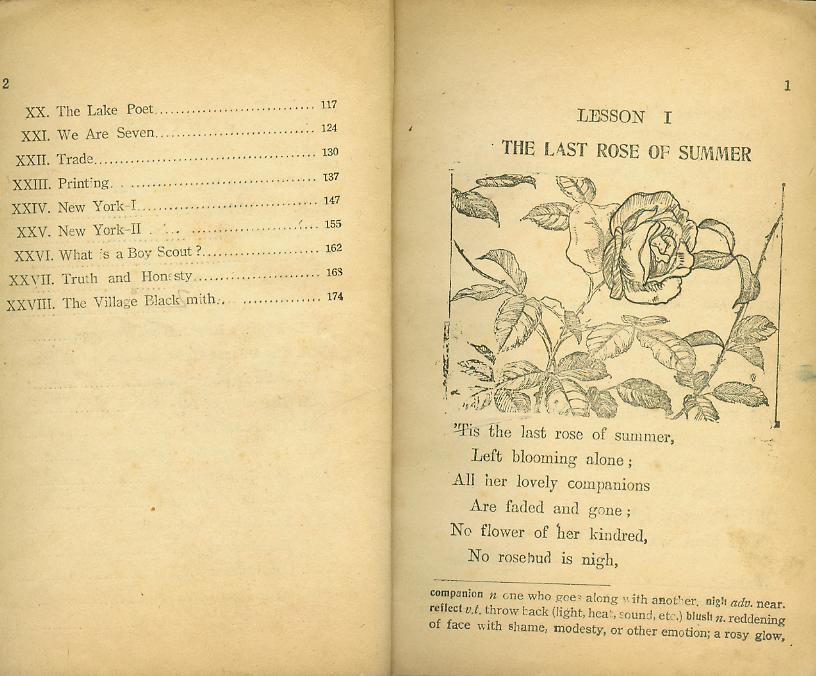 2
XX. The Lake Poet.............................. 117
XXI. We Are Seven.............................. 124
XXII. Trade.............................. 130
XXIII. Printing. . .............................. 137
XXIV. New York-I.............................. 147
XXV. New York-II . .. .............................. 155
XXVI. What is a Boy Scout?.................... 162
XXVII. Truth and Honesty.................... 168
XXVIII. The Village Black mith.. .............. 174
1
LESSON I
THE LAST ROSE OF SUMMER
'Tis the last rose of summer,
Left blooming alone;
All her lovely companions
Are faded and gone;
No flower of her kindred,
No rosebud is nigh,
companion n one who goes along with another. nigh adv. near.
reflect v.t. throw back (light, heat, sound, etc.) blush n. reddening
of face with shame, modesty, or other emotion; a rosy glow,